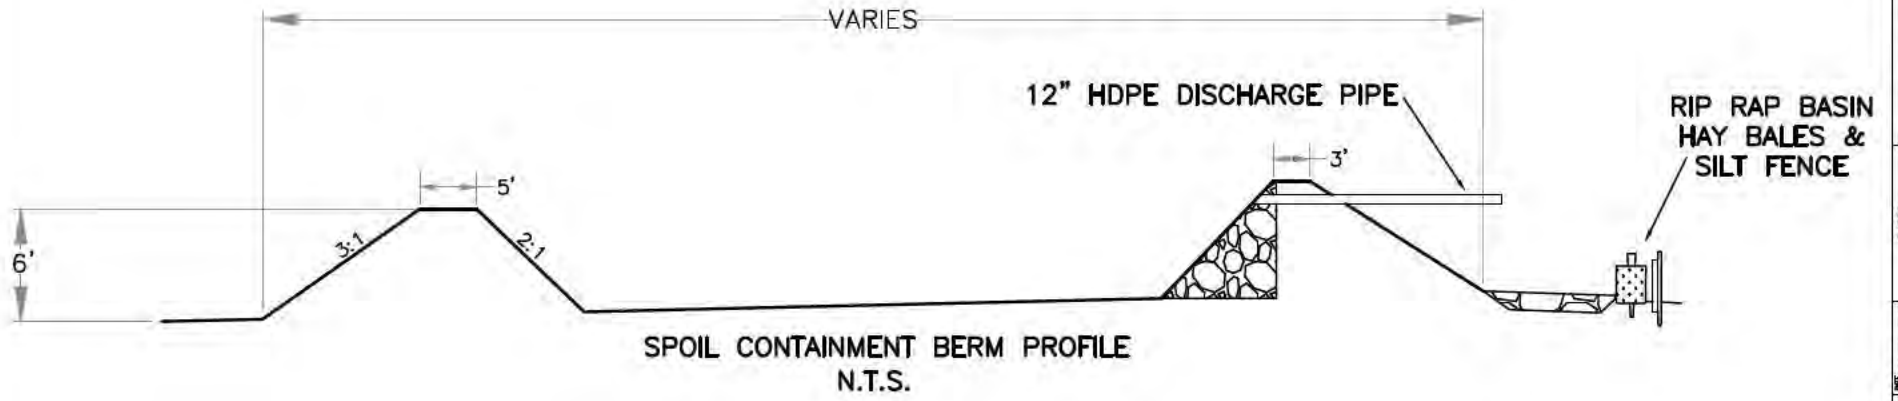 VARIES
12" HDPE DISCHARGE PIPE
RIP RAP BASIN
HAY BALES &
SILT FENCE
5'
3'
3:1
2:1
6'
SPOIL CONTAINMENT BERM PROFILE
N.T.S.